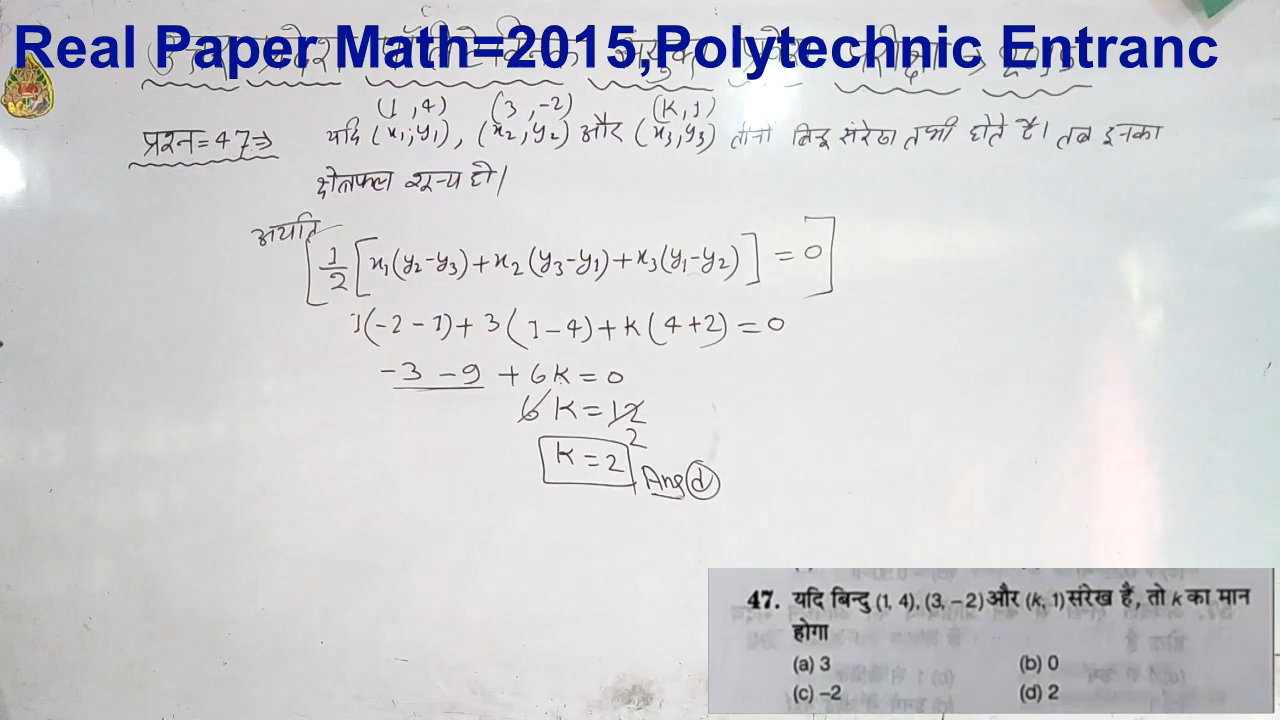 Real Paper Math=2015,Polytechnic Entranc
(1,4) (3,-2) (K,1)
प्रश्न=47⇒ यदि (x₁,y₁), (x₂,y₂) और (x₃,y₃) तीनों बिन्दु संरेख तभी होते है। तब इनका
क्षेत्रफल शून्य हो।
अर्थात
[1/2[x₁(y₂-y₃)+x₂(y₃-y₁)+x₃(y₁-y₂)] = 0]
1(-2-1)+3(1-4)+K(4+2)=0
-3-9+6K=0
6K=12
2
K=2 Ans (d)
47. यदि बिन्दु (1, 4), (3, -2) और (k, 1) संरेख हैं, तो k का मान
होगा
(a) 3 (b) 0
(c) -2 (d) 2